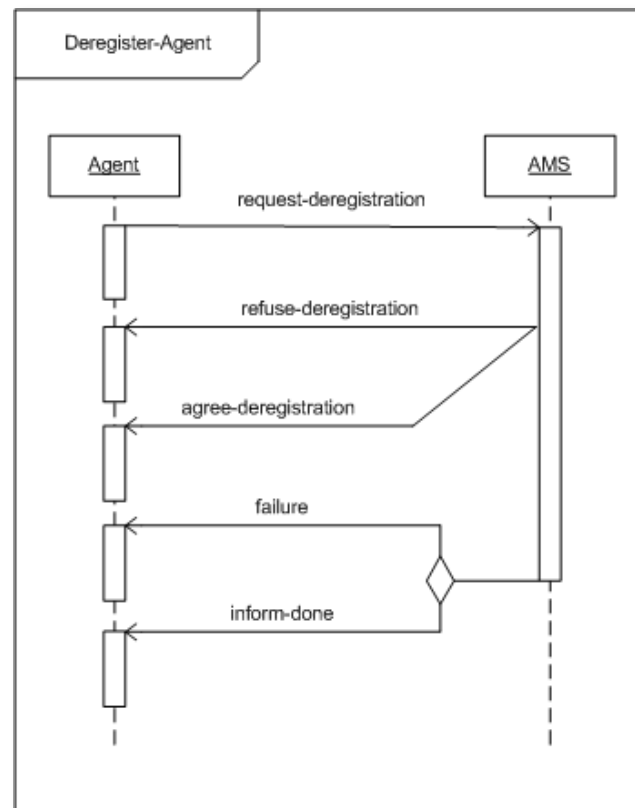 Deregister-Agent
Agent
AMS
request-deregistration
refuse-deregistration
agree-deregistration
failure
inform-done